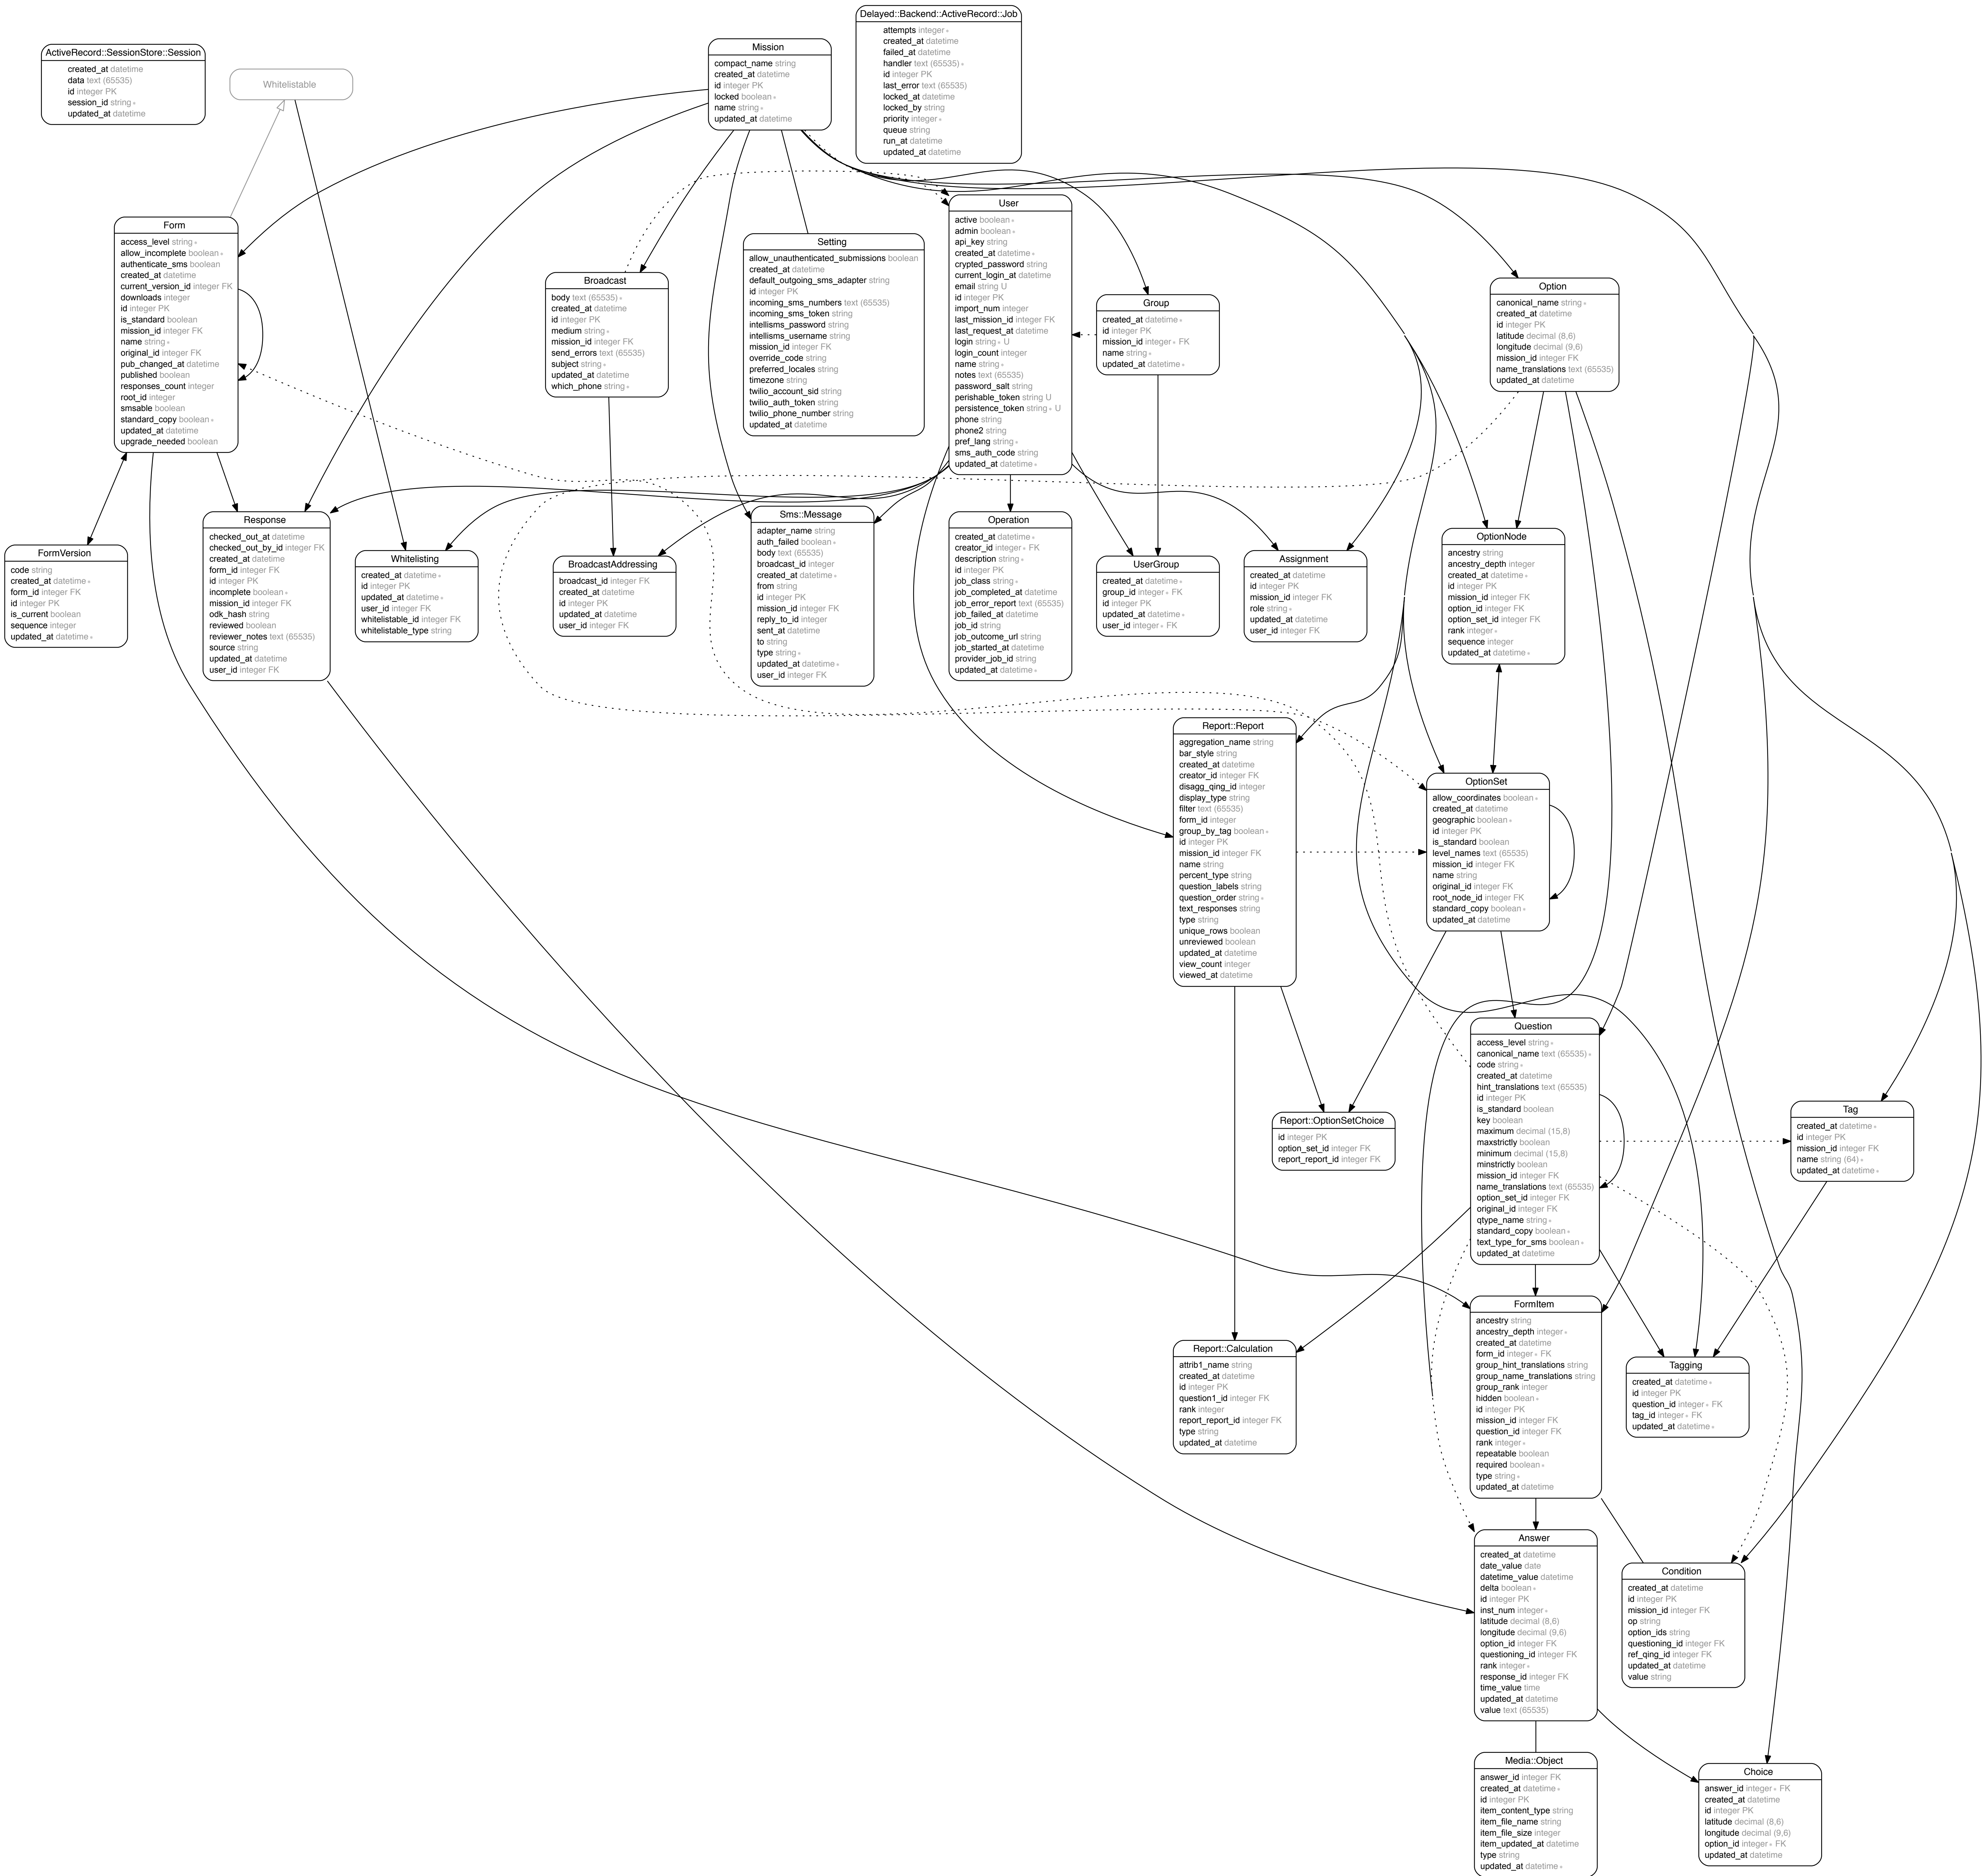 Delayed::Backend::ActiveRecord::Job
attempts integer ∗
created_at datetime
failed_at datetime
handler text (65535) ∗
id integer PK
last_error text (65535)
locked_at datetime
locked_by string
priority integer ∗
queue string
run_at datetime
updated_at datetime
ActiveRecord::SessionStore::Session
created_at datetime
data text (65535)
id integer PK
session_id string ∗
updated_at datetime
Whitelistable
Mission
compact_name string
created_at datetime
id integer PK
locked boolean ∗
name string ∗
updated_at datetime
Form
access_level string ∗
allow_incomplete boolean ∗
authenticate_sms boolean
created_at datetime
current_version_id integer FK
downloads integer
id integer PK
is_standard boolean
mission_id integer FK
name string ∗
original_id integer FK
pub_changed_at datetime
published boolean
responses_count integer
root_id integer
smsable boolean
standard_copy boolean ∗
updated_at datetime
upgrade_needed boolean
Broadcast
body text (65535) ∗
created_at datetime
id integer PK
medium string ∗
mission_id integer FK
send_errors text (65535)
subject string ∗
updated_at datetime
which_phone string ∗
Setting
allow_unauthenticated_submissions boolean
created_at datetime
default_outgoing_sms_adapter string
id integer PK
incoming_sms_numbers text (65535)
incoming_sms_token string
intellisms_password string
intellisms_username string
mission_id integer FK
override_code string
preferred_locales string
timezone string
twilio_account_sid string
twilio_auth_token string
twilio_phone_number string
updated_at datetime
User
active boolean ∗
admin boolean ∗
api_key string
created_at datetime ∗
crypted_password string
current_login_at datetime
email string U
id integer PK
import_num integer
last_mission_id integer FK
last_request_at datetime
login string ∗ U
login_count integer
name string ∗
notes text (65535)
password_salt string
perishable_token string U
persistence_token string ∗ U
phone string
phone2 string
pref_lang string ∗
sms_auth_code string
updated_at datetime ∗
Group
created_at datetime ∗
id integer PK
mission_id integer ∗ FK
name string ∗
updated_at datetime ∗
Option
canonical_name string ∗
created_at datetime
id integer PK
latitude decimal (8,6)
longitude decimal (9,6)
mission_id integer FK
name_translations text (65535)
updated_at datetime
FormVersion
code string
created_at datetime ∗
form_id integer FK
id integer PK
is_current boolean
sequence integer
updated_at datetime ∗
Response
checked_out_at datetime
checked_out_by_id integer FK
created_at datetime
form_id integer FK
id integer PK
incomplete boolean ∗
mission_id integer FK
odk_hash string
reviewed boolean
reviewer_notes text (65535)
source string
updated_at datetime
user_id integer FK
Whitelisting
created_at datetime ∗
id integer PK
updated_at datetime ∗
user_id integer FK
whitelistable_id integer FK
whitelistable_type string
BroadcastAddressing
broadcast_id integer FK
created_at datetime
id integer PK
updated_at datetime
user_id integer FK
Sms::Message
adapter_name string
auth_failed boolean ∗
body text (65535)
broadcast_id integer
created_at datetime ∗
from string
id integer PK
mission_id integer FK
reply_to_id integer
sent_at datetime
to string
type string ∗
updated_at datetime ∗
user_id integer FK
Operation
created_at datetime ∗
creator_id integer ∗ FK
description string ∗
id integer PK
job_class string ∗
job_completed_at datetime
job_error_report text (65535)
job_failed_at datetime
job_id string
job_outcome_url string
job_started_at datetime
provider_job_id string
updated_at datetime ∗
UserGroup
created_at datetime ∗
group_id integer ∗ FK
id integer PK
updated_at datetime ∗
user_id integer ∗ FK
Assignment
created_at datetime
id integer PK
mission_id integer FK
role string ∗
updated_at datetime
user_id integer FK
OptionNode
ancestry string
ancestry_depth integer
created_at datetime ∗
id integer PK
mission_id integer FK
option_id integer FK
option_set_id integer FK
rank integer ∗
sequence integer
updated_at datetime ∗
Report::Report
aggregation_name string
bar_style string
created_at datetime
creator_id integer FK
disagg_qing_id integer
display_type string
filter text (65535)
form_id integer
group_by_tag boolean ∗
id integer PK
mission_id integer FK
name string
percent_type string
question_labels string
question_order string ∗
text_responses string
type string
unique_rows boolean
unreviewed boolean
updated_at datetime
view_count integer
viewed_at datetime
OptionSet
allow_coordinates boolean ∗
created_at datetime
geographic boolean ∗
id integer PK
is_standard boolean
level_names text (65535)
mission_id integer FK
name string
original_id integer FK
root_node_id integer FK
standard_copy boolean ∗
updated_at datetime
Question
access_level string ∗
canonical_name text (65535) ∗
code string ∗
created_at datetime
hint_translations text (65535)
id integer PK
is_standard boolean
key boolean
maximum decimal (15,8)
maxstrictly boolean
minimum decimal (15,8)
minstrictly boolean
mission_id integer FK
name_translations text (65535)
option_set_id integer FK
original_id integer FK
qtype_name string ∗
standard_copy boolean ∗
text_type_for_sms boolean ∗
updated_at datetime
Report::OptionSetChoice
id integer PK
option_set_id integer FK
report_report_id integer FK
Tag
created_at datetime ∗
id integer PK
mission_id integer FK
name string (64) ∗
updated_at datetime ∗
FormItem
ancestry string
ancestry_depth integer ∗
created_at datetime
form_id integer ∗ FK
group_hint_translations string
group_name_translations string
group_rank integer
hidden boolean ∗
id integer PK
mission_id integer FK
question_id integer FK
rank integer ∗
repeatable boolean
required boolean ∗
type string ∗
updated_at datetime
Report::Calculation
attrib1_name string
created_at datetime
id integer PK
question1_id integer FK
rank integer
report_report_id integer FK
type string
updated_at datetime
Tagging
created_at datetime ∗
id integer PK
question_id integer ∗ FK
tag_id integer ∗ FK
updated_at datetime ∗
Answer
created_at datetime
date_value date
datetime_value datetime
delta boolean ∗
id integer PK
inst_num integer ∗
latitude decimal (8,6)
longitude decimal (9,6)
option_id integer FK
questioning_id integer FK
rank integer ∗
response_id integer FK
time_value time
updated_at datetime
value text (65535)
Condition
created_at datetime
id integer PK
mission_id integer FK
op string
option_ids string
questioning_id integer FK
ref_qing_id integer FK
updated_at datetime
value string
Media::Object
answer_id integer FK
created_at datetime ∗
id integer PK
item_content_type string
item_file_name string
item_file_size integer
item_updated_at datetime
type string
updated_at datetime ∗
Choice
answer_id integer ∗ FK
created_at datetime
id integer PK
latitude decimal (8,6)
longitude decimal (9,6)
option_id integer ∗ FK
updated_at datetime